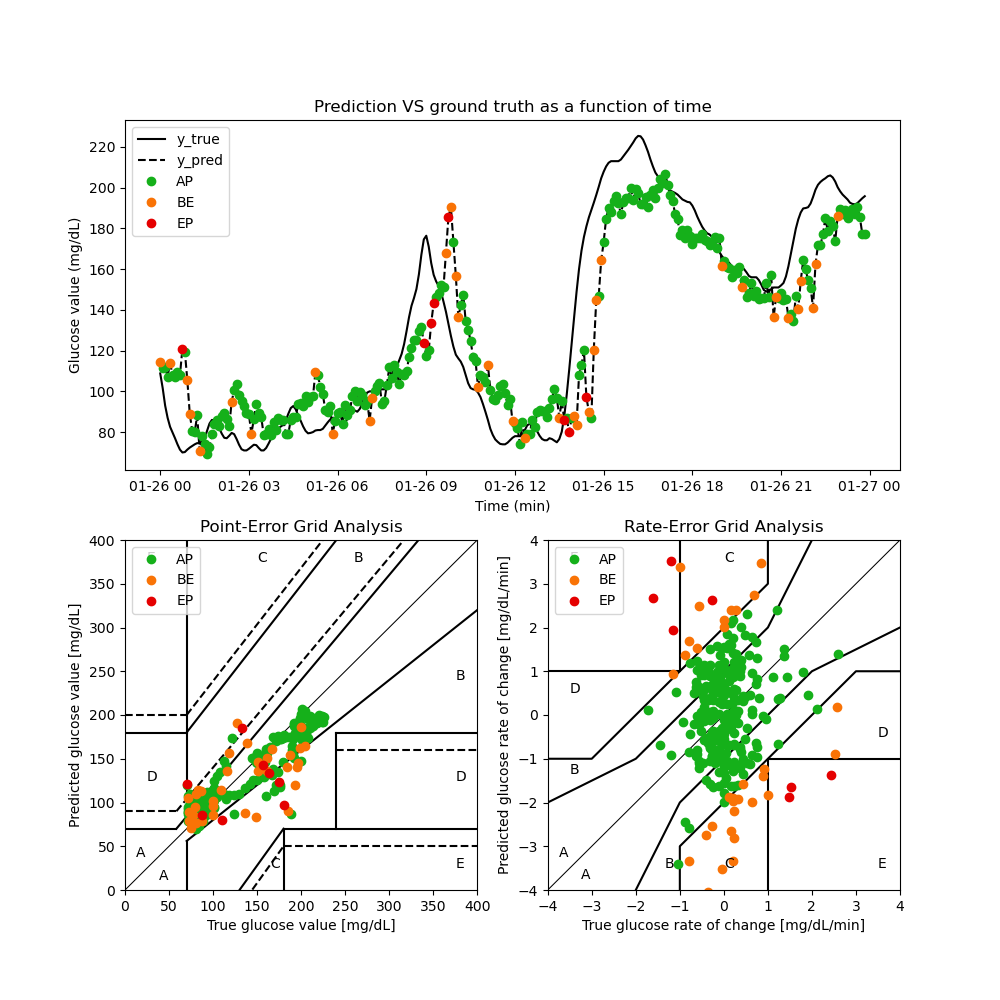 Prediction VS ground truth as a function of time
Glucose value (mg/dL)
220
200
180
160
140
120
100
80
y_true
y_pred
AP
BE
EP
01-26 00 01-26 03 01-26 06 01-26 09 01-26 12 01-26 15 01-26 18 01-26 21 01-27 00
Time (min)
Point-Error Grid Analysis
Predicted glucose value [mg/dL]
400
350
300
250
200
150
100
50
0
AP
BE
EP
C
B
B
D
D
A
A
C
E
0 50 100 150 200 250 300 350 400
True glucose value [mg/dL]
Rate-Error Grid Analysis
Predicted glucose rate of change [mg/dL/min]
4
3
2
1
0
−1
−2
−3
−4
AP
BE
EP
C
D
D
B
A
A
B
C
E
−4 −3 −2 −1 0 1 2 3 4
True glucose rate of change [mg/dL/min]